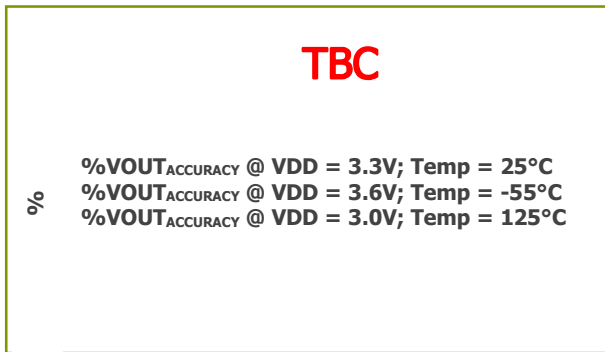 TBC
%VOUTACCURACY @ VDD = 3.3V; Temp = 25°C
%VOUTACCURACY @ VDD = 3.6V; Temp = -55°C
%VOUTACCURACY @ VDD = 3.0V; Temp = 125°C
%